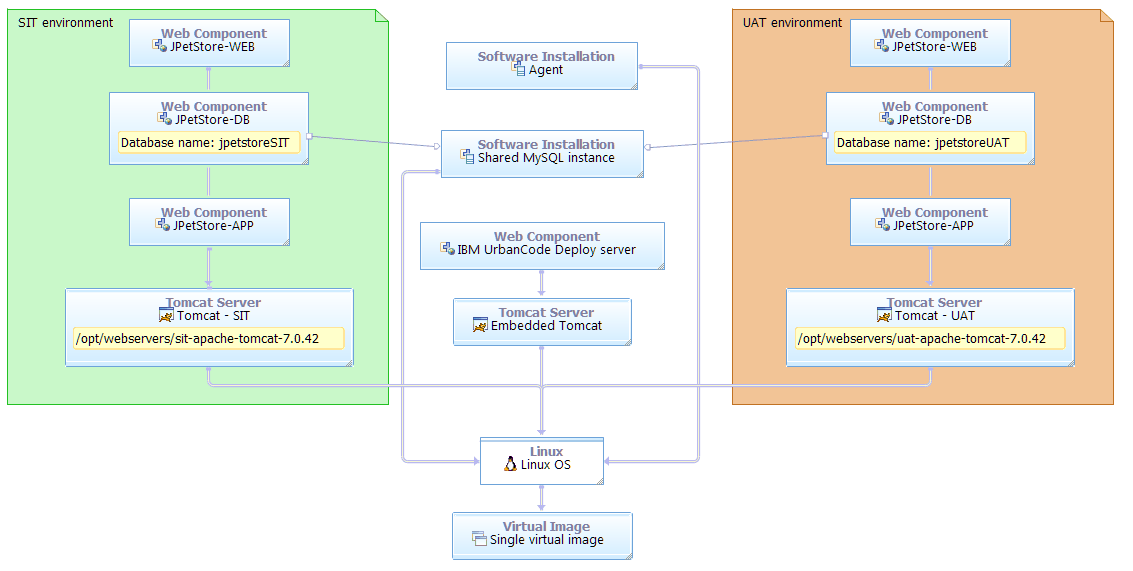 SIT environment
Web Component
JPetStore-WEB
Web Component
JPetStore-DB
Database name: jpetstoreSIT
Web Component
JPetStore-APP
Tomcat Server
Tomcat - SIT
/opt/webservers/sit-apache-tomcat-7.0.42
Software Installation
Agent
Software Installation
Shared MySQL instance
Web Component
IBM UrbanCode Deploy server
Tomcat Server
Embedded Tomcat
Linux
Linux OS
Virtual Image
Single virtual image
UAT environment
Web Component
JPetStore-WEB
Web Component
JPetStore-DB
Database name: jpetstoreUAT
Web Component
JPetStore-APP
Tomcat Server
Tomcat - UAT
/opt/webservers/uat-apache-tomcat-7.0.42